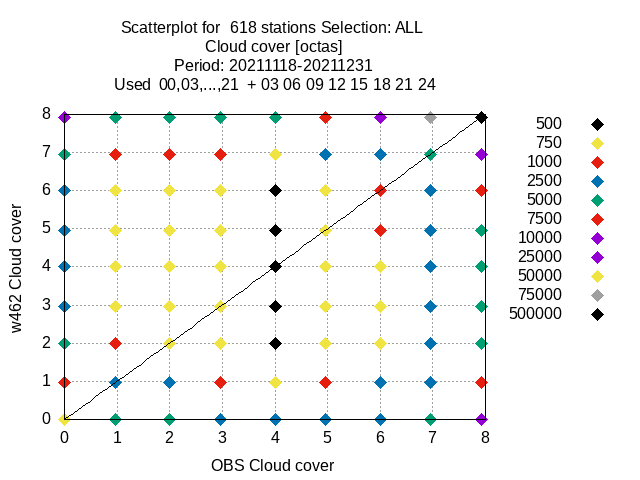 Scatterplot for  618 stations Selection: ALL
Cloud cover [octas]
Period: 20211118-20211231
Used  00,03,...,21  + 03 06 09 12 15 18 21 24
8
7
6
5
4
3
2
1
0
w462 Cloud cover
0 1 2 3 4 5 6 7 8
OBS Cloud cover
500
750
1000
2500
5000
7500
10000
25000
50000
75000
500000